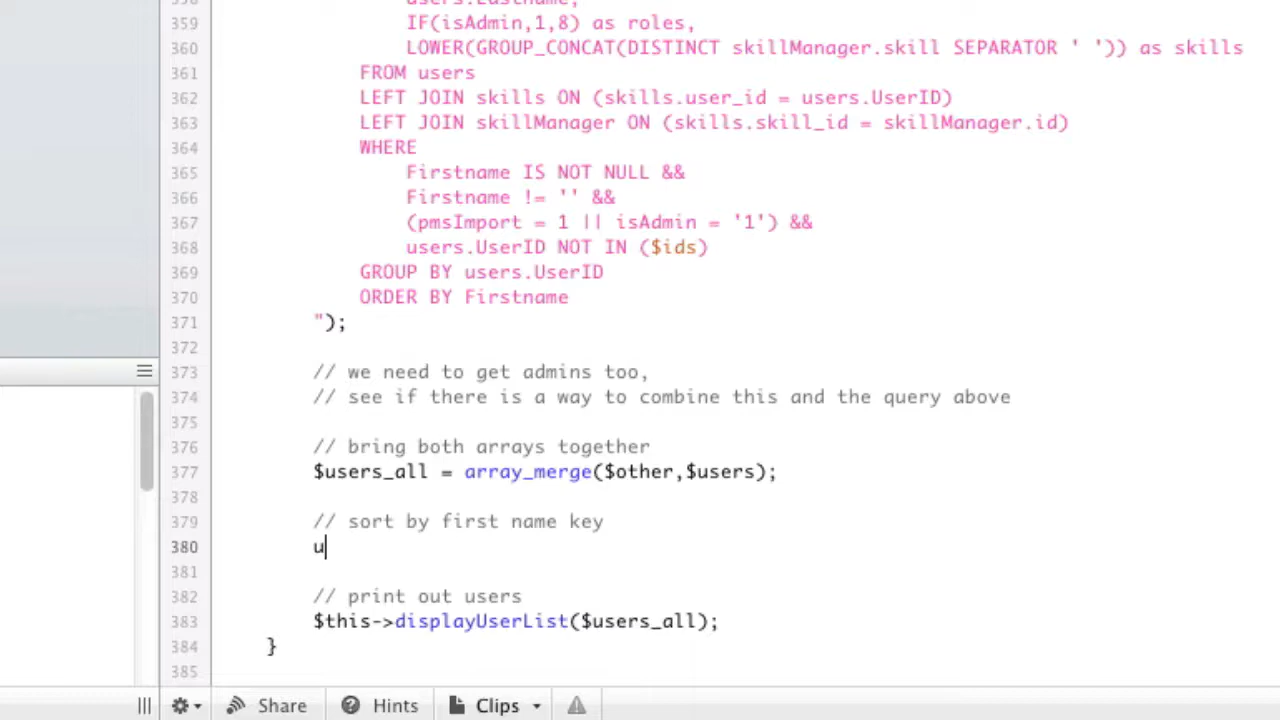 358 users.Lastname,
359 IF(isAdmin,1,8) as roles,
360 LOWER(GROUP_CONCAT(DISTINCT skillManager.skill SEPARATOR ' ')) as skills
361 FROM users
362 LEFT JOIN skills ON (skills.user_id = users.UserID)
363 LEFT JOIN skillManager ON (skills.skill_id = skillManager.id)
364 WHERE
365 Firstname IS NOT NULL &&
366 Firstname != '' &&
367 (pmsImport = 1 || isAdmin = '1') &&
368 users.UserID NOT IN ($ids)
369 GROUP BY users.UserID
370 ORDER BY Firstname
371 ");
372
373 // we need to get admins too,
374 // see if there is a way to combine this and the query above
375
376 // bring both arrays together
377 $users_all = array_merge($other,$users);
378
379 // sort by first name key
380 u
381
382 // print out users
383 $this->displayUserList($users_all);
384 }
385
Share Hints Clips